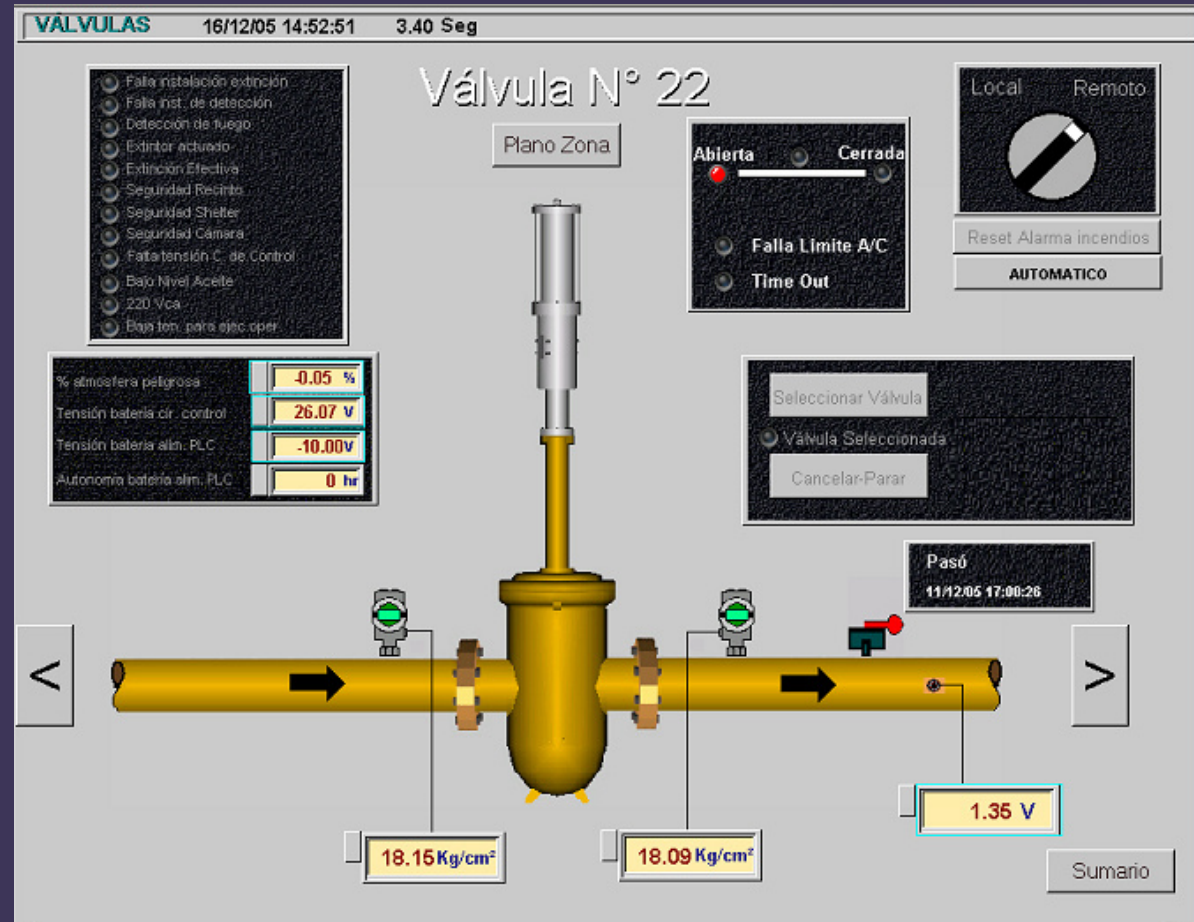 VÁLVULAS 16/12/05 14:52:51 3.40 Seg
Válvula N° 22
Plano Zona
Falla instalación extinción
Falla inst. de detección
Detección de fuego
Extintor actuado
Extinción Efectiva
Seguridad Recinto
Seguridad Shelter
Seguridad Cámara
Falta tensión C. de Control
Bajo Nivel Aceite
220 Vca
Baja ten. para ejec.oper
Abierta Cerrada
Falla Limite A/C
Time Out
Local Remoto
Reset Alarma incendios
AUTOMATICO
% atmosfera peligrosa -0.05 %
Tensión bateria cir. control 26.07 V
Tensión bateria alim. PLC -10.00V
Autonomia bateria alim. PLC 0 hr
Seleccionar Válvula
Válvula Seleccionada
Cancelar-Parar
Pasó
11/12/05 17:00:26
<
>
18.15 Kg/cm²
18.09 Kg/cm²
1.35 V
Sumario